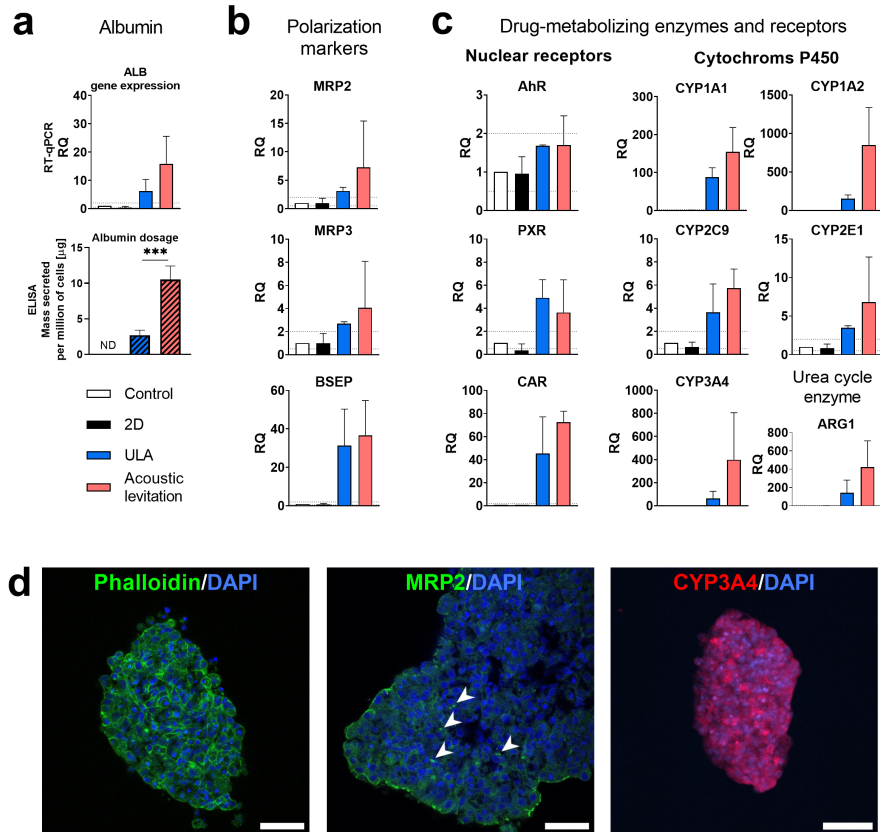 a
Albumin
ALB
gene expression
RT-qPCR
RQ
40
30
20
10
0
Albumin dosage
ELISA
Mass secreted
per million of cells [µg]
15
10
5
0
ND
***
Control
2D
ULA
Acoustic
levitation
b
Polarization
markers
MRP2
RQ
20
15
10
5
0
MRP3
RQ
10
8
6
4
2
0
BSEP
RQ
60
40
20
0
c
Drug-metabolizing enzymes and receptors
Nuclear receptors
AhR
RQ
3
2
1
0
PXR
RQ
10
8
6
4
2
0
CAR
RQ
100
80
60
40
20
0
Cytochroms P450
CYP1A1
RQ
300
200
100
0
CYP1A2
RQ
1500
1000
500
0
CYP2C9
RQ
10
8
6
4
2
0
CYP2E1
RQ
15
10
5
0
CYP3A4
RQ
1000
800
600
400
200
0
Urea cycle
enzyme
ARG1
RQ
800
600
400
200
0
d
Phalloidin/DAPI
MRP2/DAPI
CYP3A4/DAPI